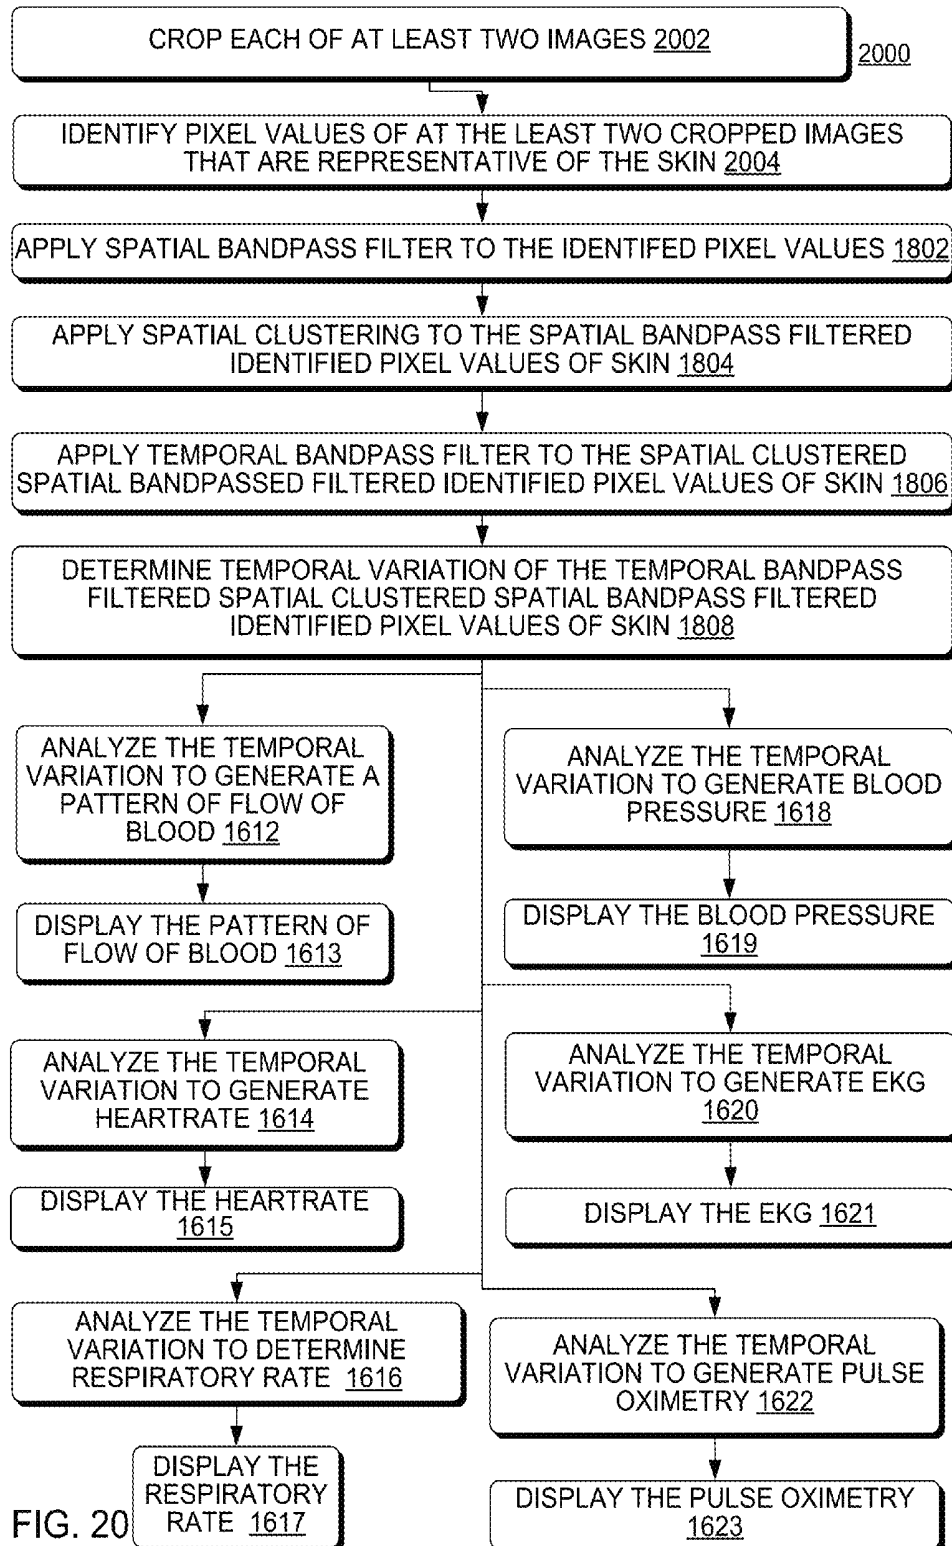 CROP EACH OF AT LEAST TWO IMAGES 2002
2000
IDENTIFY PIXEL VALUES OF AT THE LEAST TWO CROPPED IMAGES
THAT ARE REPRESENTATIVE OF THE SKIN 2004
APPLY SPATIAL BANDPASS FILTER TO THE IDENTIFED PIXEL VALUES 1802
APPLY SPATIAL CLUSTERING TO THE SPATIAL BANDPASS FILTERED
IDENTIFIED PIXEL VALUES OF SKIN 1804
APPLY TEMPORAL BANDPASS FILTER TO THE SPATIAL CLUSTERED
SPATIAL BANDPASSED FILTERED IDENTIFIED PIXEL VALUES OF SKIN 1806
DETERMINE TEMPORAL VARIATION OF THE TEMPORAL BANDPASS
FILTERED SPATIAL CLUSTERED SPATIAL BANDPASS FILTERED
IDENTIFIED PIXEL VALUES OF SKIN 1808
ANALYZE THE TEMPORAL
VARIATION TO GENERATE A
PATTERN OF FLOW OF
BLOOD 1612
DISPLAY THE PATTERN OF
FLOW OF BLOOD 1613
ANALYZE THE TEMPORAL
VARIATION TO GENERATE BLOOD
PRESSURE 1618
DISPLAY THE BLOOD PRESSURE
1619
ANALYZE THE TEMPORAL
VARIATION TO GENERATE
HEARTRATE 1614
DISPLAY THE HEARTRATE
1615
ANALYZE THE TEMPORAL
VARIATION TO GENERATE EKG
1620
DISPLAY THE EKG 1621
ANALYZE THE TEMPORAL
VARIATION TO DETERMINE
RESPIRATORY RATE 1616
DISPLAY THE
RESPIRATORY
RATE 1617
ANALYZE THE TEMPORAL
VARIATION TO GENERATE PULSE
OXIMETRY 1622
DISPLAY THE PULSE OXIMETRY
1623
FIG. 20